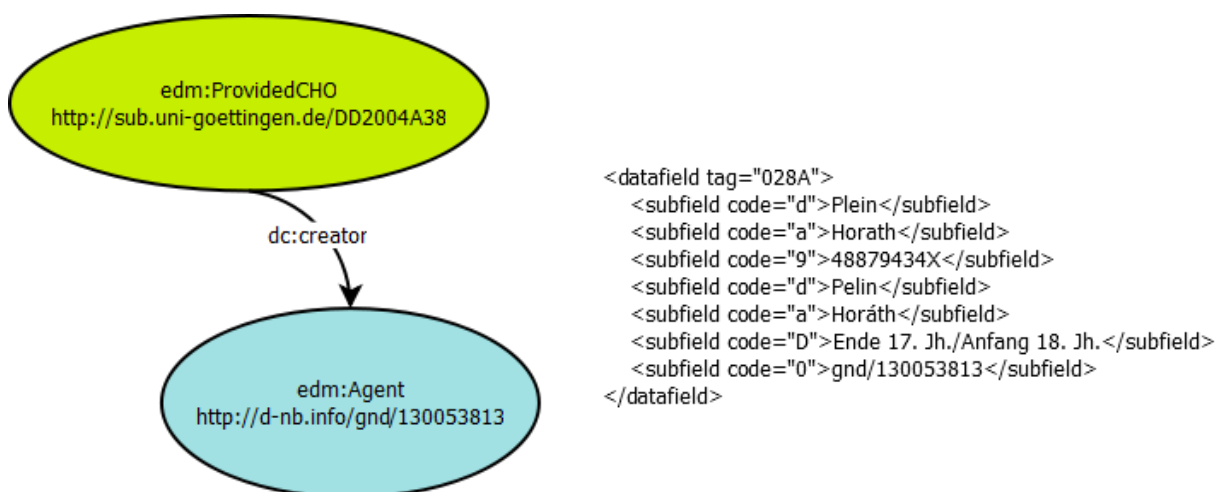 edm:ProvidedCHO
http://sub.uni-goettingen.de/DD2004A38
dc:creator
edm:Agent
http://d-nb.info/gnd/130053813
<datafield tag="028A">
<subfield code="d">Plein</subfield>
<subfield code="a">Horath</subfield>
<subfield code="9">48879434X</subfield>
<subfield code="d">Pelin</subfield>
<subfield code="a">Horáth</subfield>
<subfield code="D">Ende 17. Jh./Anfang 18. Jh.</subfield>
<subfield code="0">gnd/130053813</subfield>
</datafield>